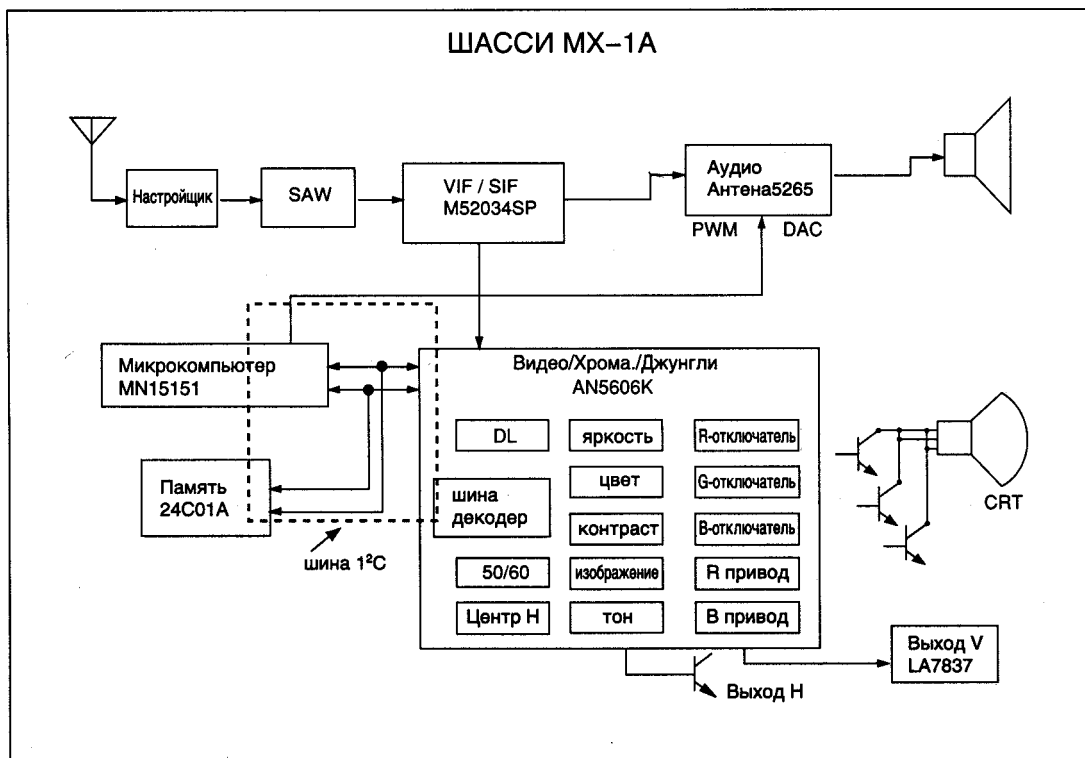 ШАССИ МХ–1А
Настройщик
SAW
VIF / SIF
M52034SP
Аудио
Антена5265
PWM DAC
Микрокомпьютер
MN15151
Память
24C01A
шина 1²C
Видео/Хрома./Джунгли
AN5606K
DL
яркость
R-отключатель
цвет
G-отключатель
шина
декодер
контраст
B-отключатель
50/60
изображение
R привод
Центр Н
тон
В привод
CRT
Выход Н
Выход V
LA7837